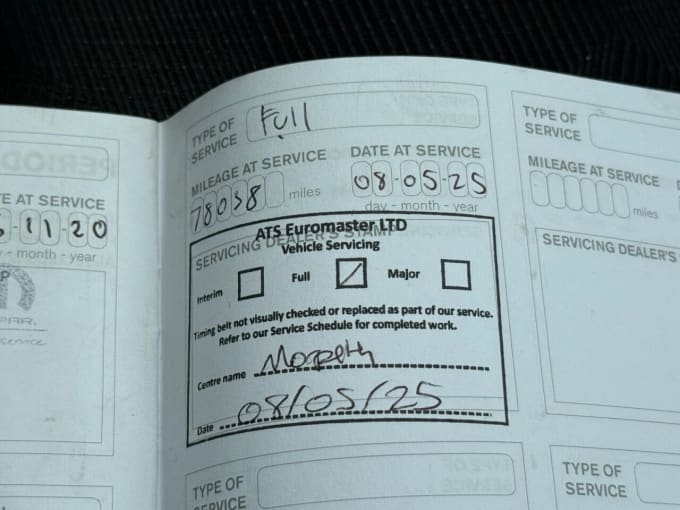 TYPE OF
SERVICE
Full
MILEAGE AT SERVICE
78038 miles
DATE AT SERVICE
08-05-25
day - month - year
SERVICING DEALER'S STAMP
ATS Euromaster LTD
Vehicle Servicing
Interim Full Major
Timing belt not visually checked or replaced as part of our service.
Refer to our Service Schedule for completed work.
Centre name Morpeth
Date 08/05/25
TYPE OF
SERVICE
AT SERVICE
11-20
- month - year
TYPE OF
SERVICE
MILEAGE AT SERVICE
miles
SERVICING DEALER'S
TYPE OF
SERVICE